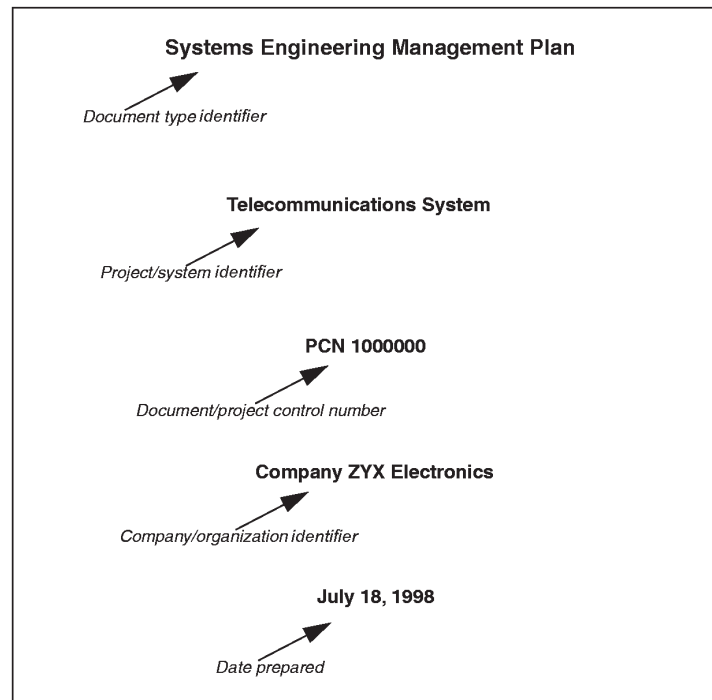 Systems Engineering Management Plan
Document type identifier
Telecommunications System
Project/system identifier
PCN 1000000
Document/project control number
Company ZYX Electronics
Company/organization identifier
July 18, 1998
Date prepared